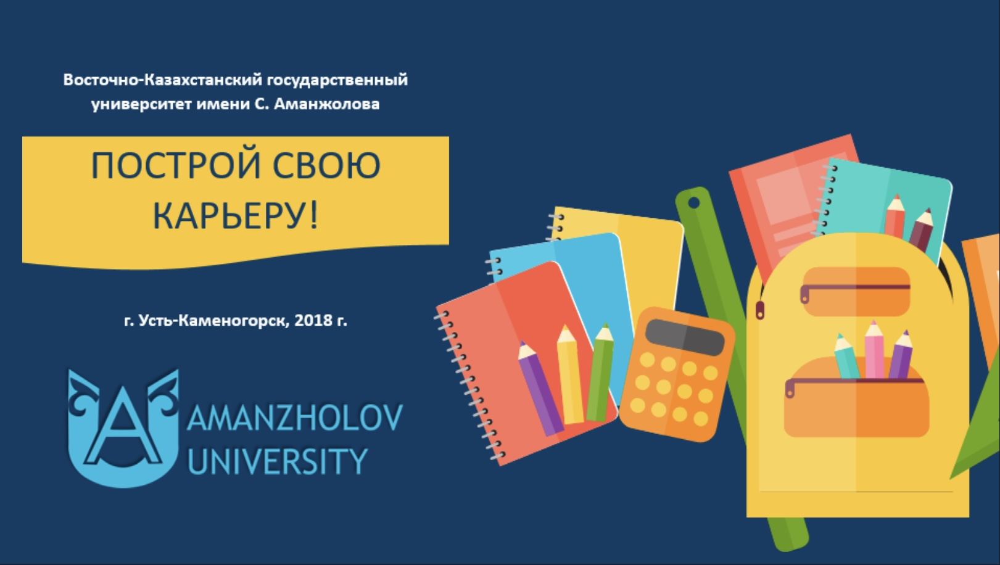 Восточно-Казахстанский государственный
университет имени С. Аманжолова
ПОСТРОЙ СВОЮ
КАРЬЕРУ!
г. Усть-Каменогорск, 2018 г.
AMANZHOLOV
UNIVERSITY